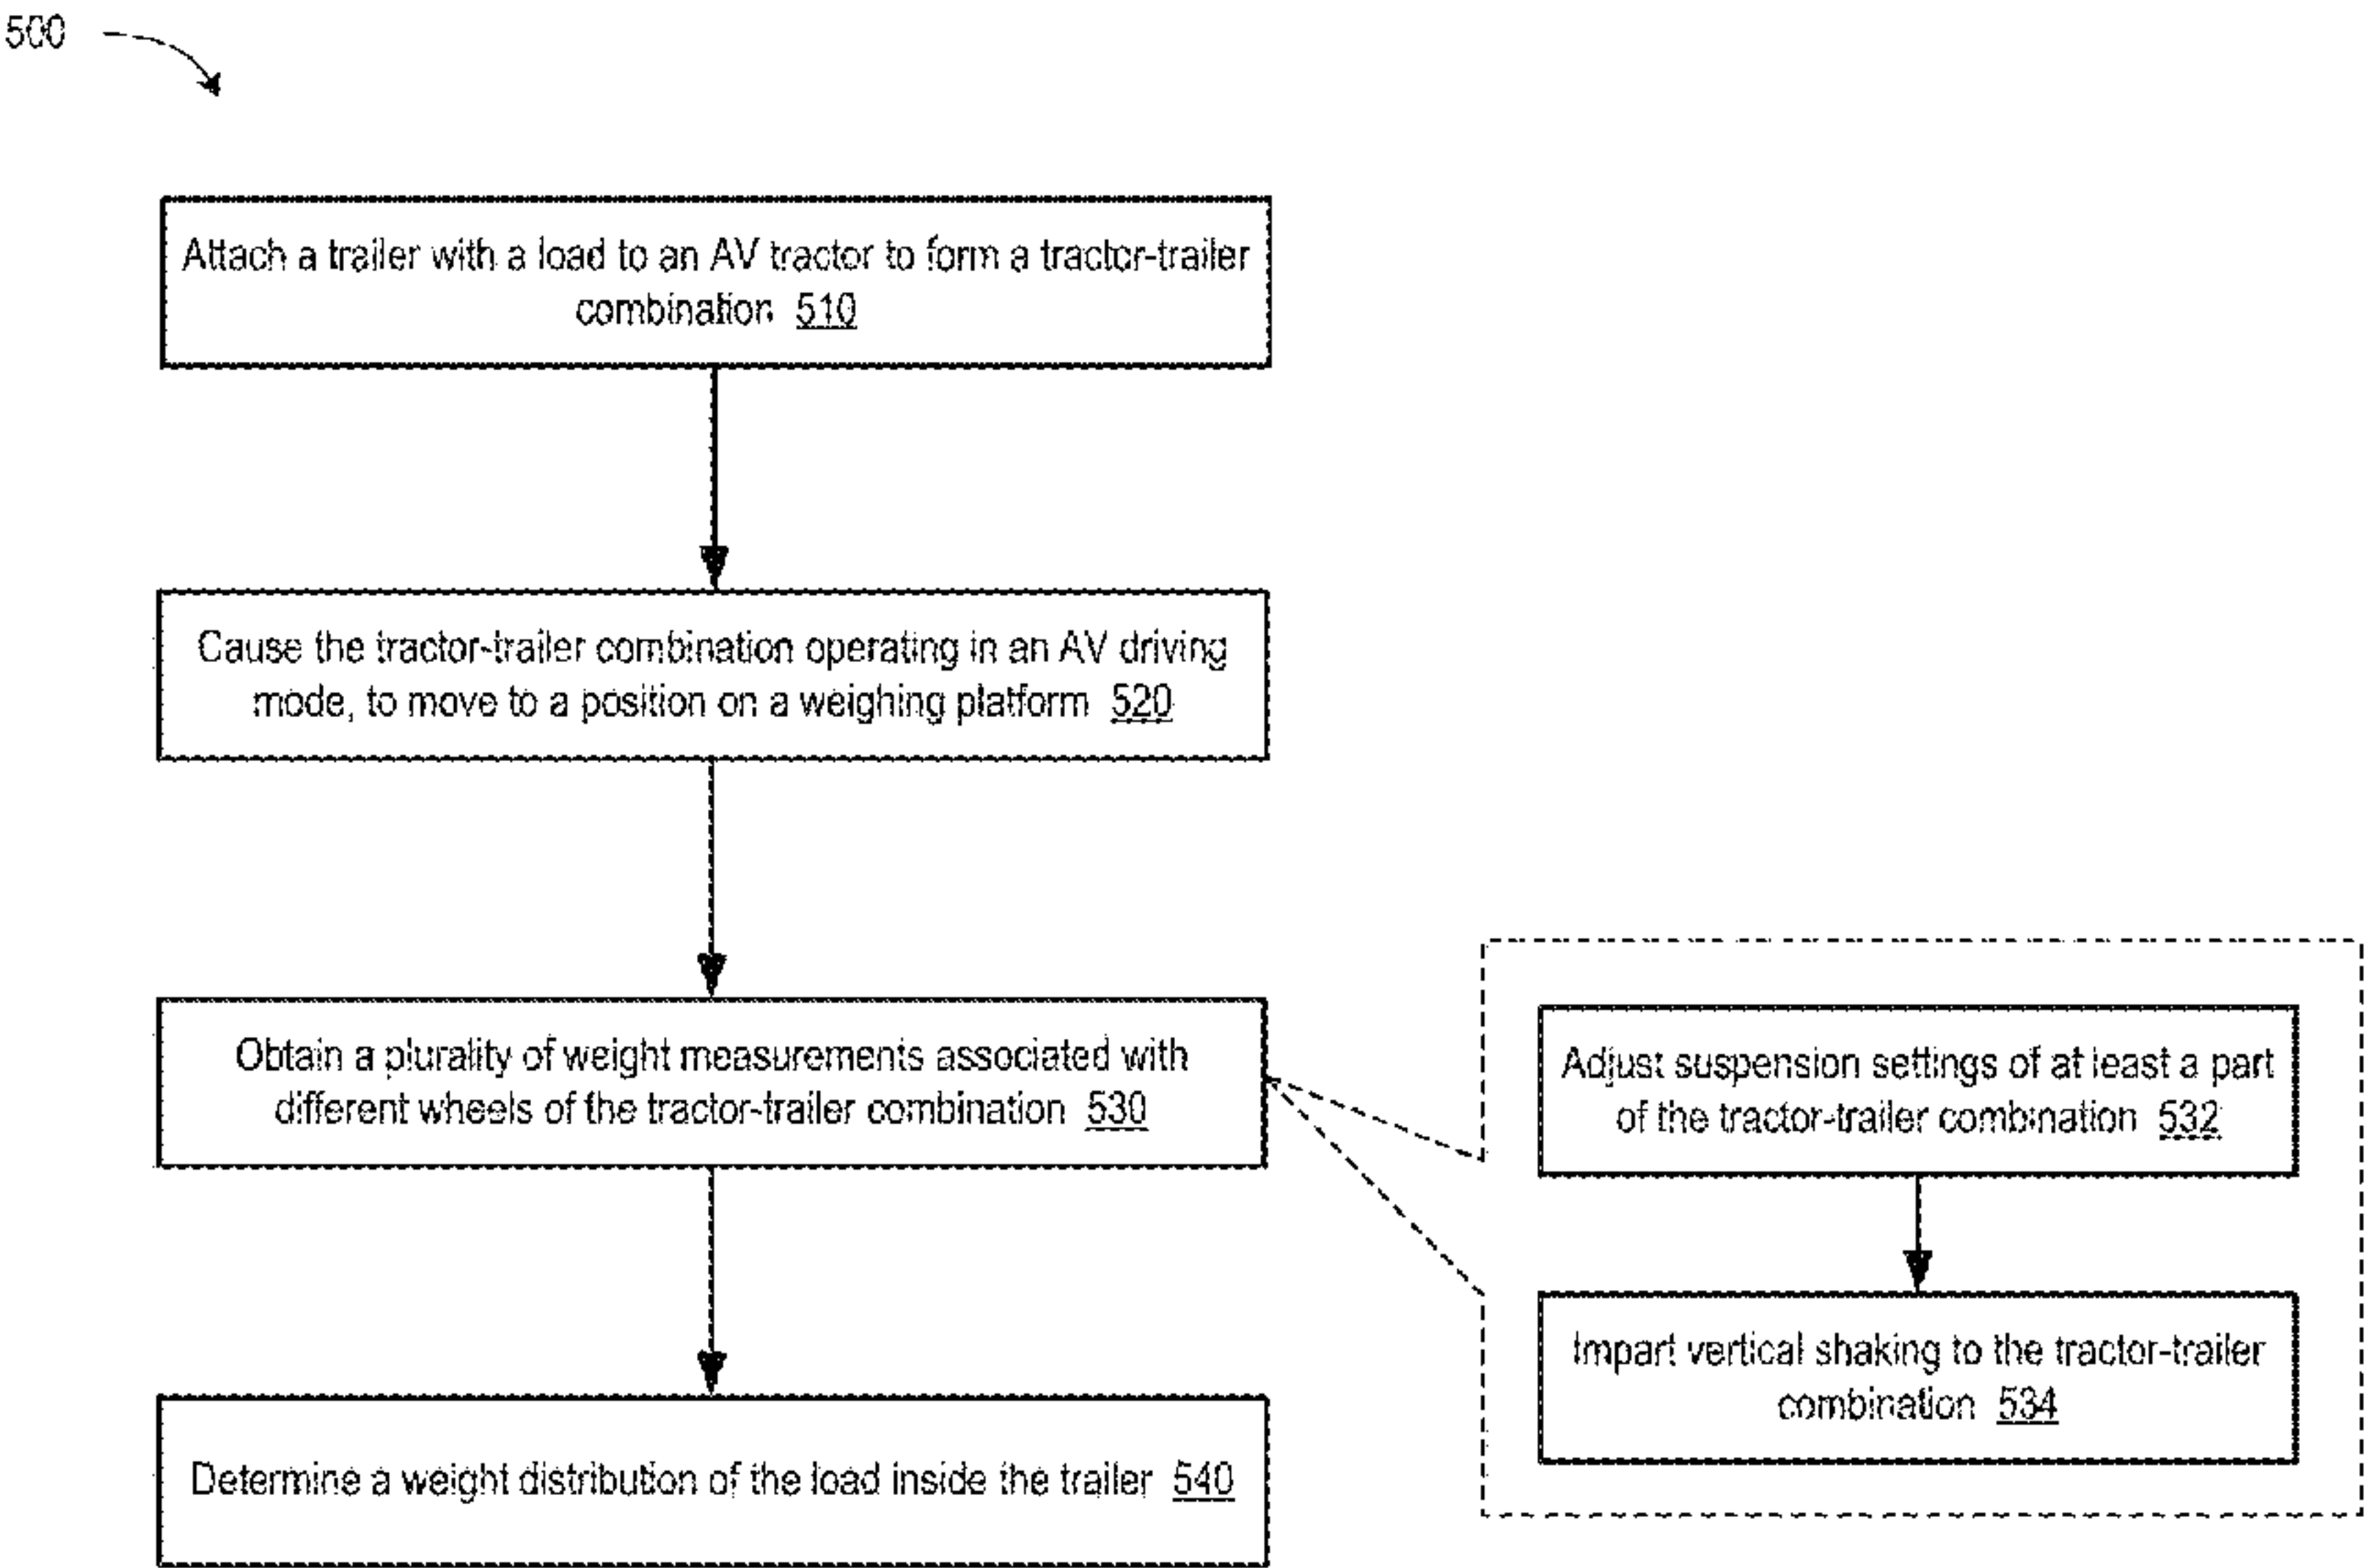 500
Attach a trailer with a load to an AV tractor to form a tractor-trailer
combination 510
Cause the tractor-trailer combination operating in an AV driving
mode, to move to a position on a weighing platform 520
Obtain a plurality of weight measurements associated with
different wheels of the tractor-trailer combination 530
Adjust suspension settings of at least a part
of the tractor-trailer combination 532
Impart vertical shaking to the tractor-trailer
combination 534
Determine a weight distribution of the load inside the trailer 540